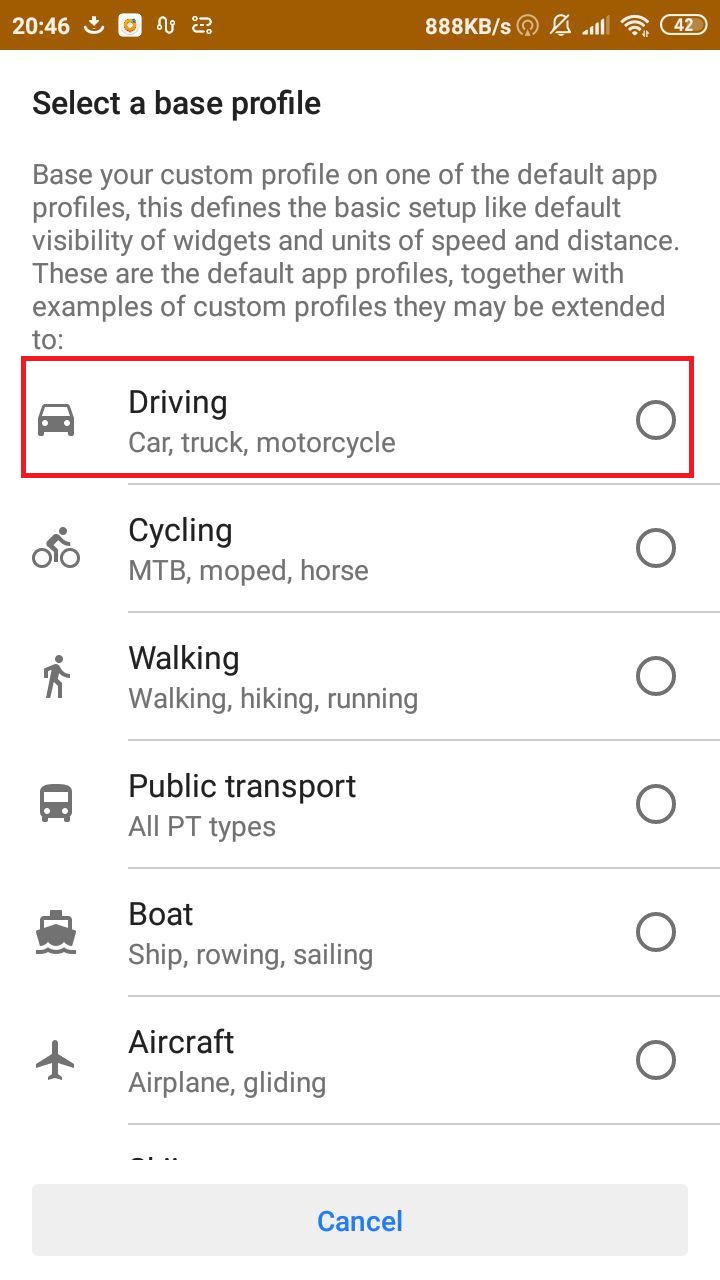 20:46 888KB/s 42
Select a base profile
Base your custom profile on one of the default app
profiles, this defines the basic setup like default
visibility of widgets and units of speed and distance.
These are the default app profiles, together with
examples of custom profiles they may be extended
to:
Driving
Car, truck, motorcycle
Cycling
MTB, moped, horse
Walking
Walking, hiking, running
Public transport
All PT types
Boat
Ship, rowing, sailing
Aircraft
Airplane, gliding
Cancel